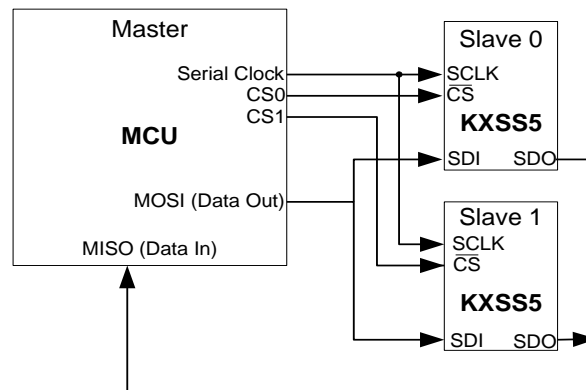 Master
Serial Clock
CS0
CS1
MCU
MOSI (Data Out)
MISO (Data In)
Slave 0
SCLK
CS
KXSS5
SDI SDO
Slave 1
SCLK
CS
KXSS5
SDI SDO